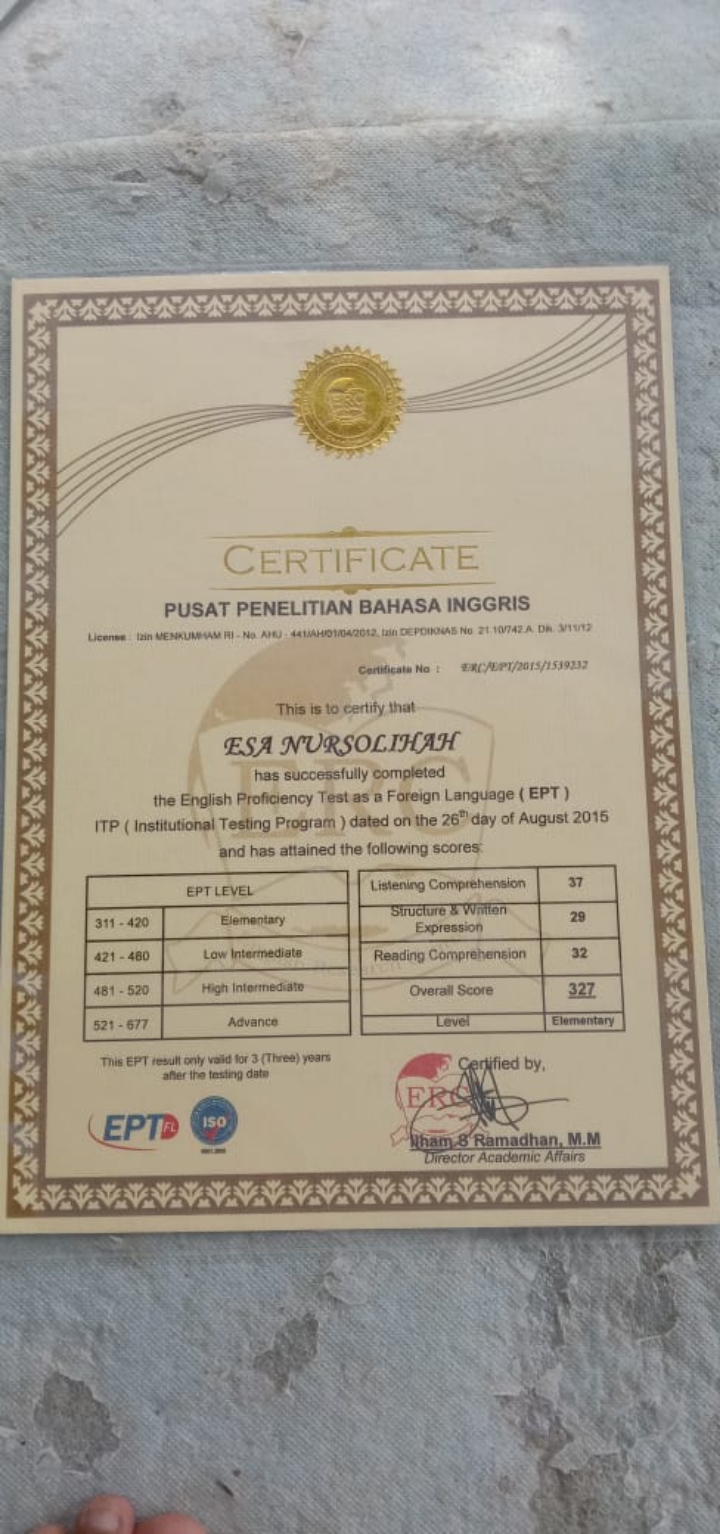 CERTIFICATE
PUSAT PENELITIAN BAHASA INGGRIS
License : Izin MENKUMHAM RI - No. AHU - 441/AH/01/04/2012, Izin DEPDIKNAS No. 21.10/742.A. Dik. 3/11/12
Certificate No : ERC/EPT/2015/1539232
This is to certify that
ESA NURSOLIHAH
has successfully completed
the English Proficiency Test as a Foreign Language ( EPT )
ITP ( Institutional Testing Program ) dated on the 26th day of August 2015
and has attained the following scores:
EPT LEVEL
311 - 420 Elementary
421 - 480 Low Intermediate
481 - 520 High Intermediate
521 - 677 Advance
Listening Comprehension 37
Structure & Written
Expression 29
Reading Comprehension 32
Overall Score 327
Level Elementary
This EPT result only valid for 3 (Three) years
after the testing date
EPT FL
ISO
Certified by,
ERC
Ilham S Ramadhan, M.M
Director Academic Affairs